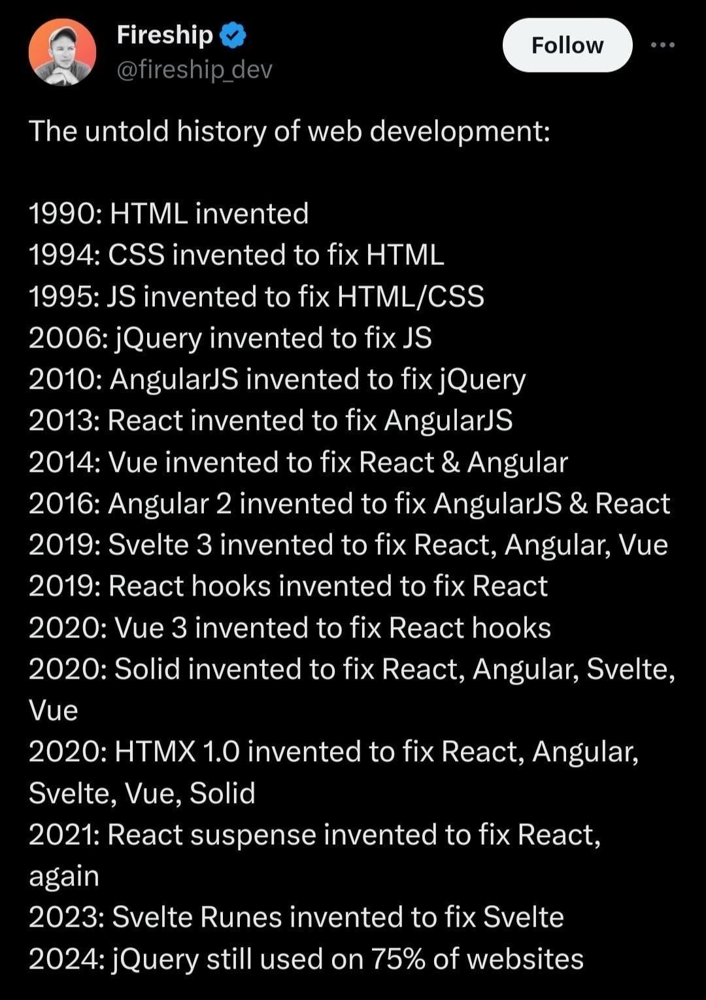 Fireship
@fireship_dev
Follow
The untold history of web development:
1990: HTML invented
1994: CSS invented to fix HTML
1995: JS invented to fix HTML/CSS
2006: jQuery invented to fix JS
2010: AngularJS invented to fix jQuery
2013: React invented to fix AngularJS
2014: Vue invented to fix React & Angular
2016: Angular 2 invented to fix AngularJS & React
2019: Svelte 3 invented to fix React, Angular, Vue
2019: React hooks invented to fix React
2020: Vue 3 invented to fix React hooks
2020: Solid invented to fix React, Angular, Svelte,
Vue
2020: HTMX 1.0 invented to fix React, Angular,
Svelte, Vue, Solid
2021: React suspense invented to fix React,
again
2023: Svelte Runes invented to fix Svelte
2024: jQuery still used on 75% of websites